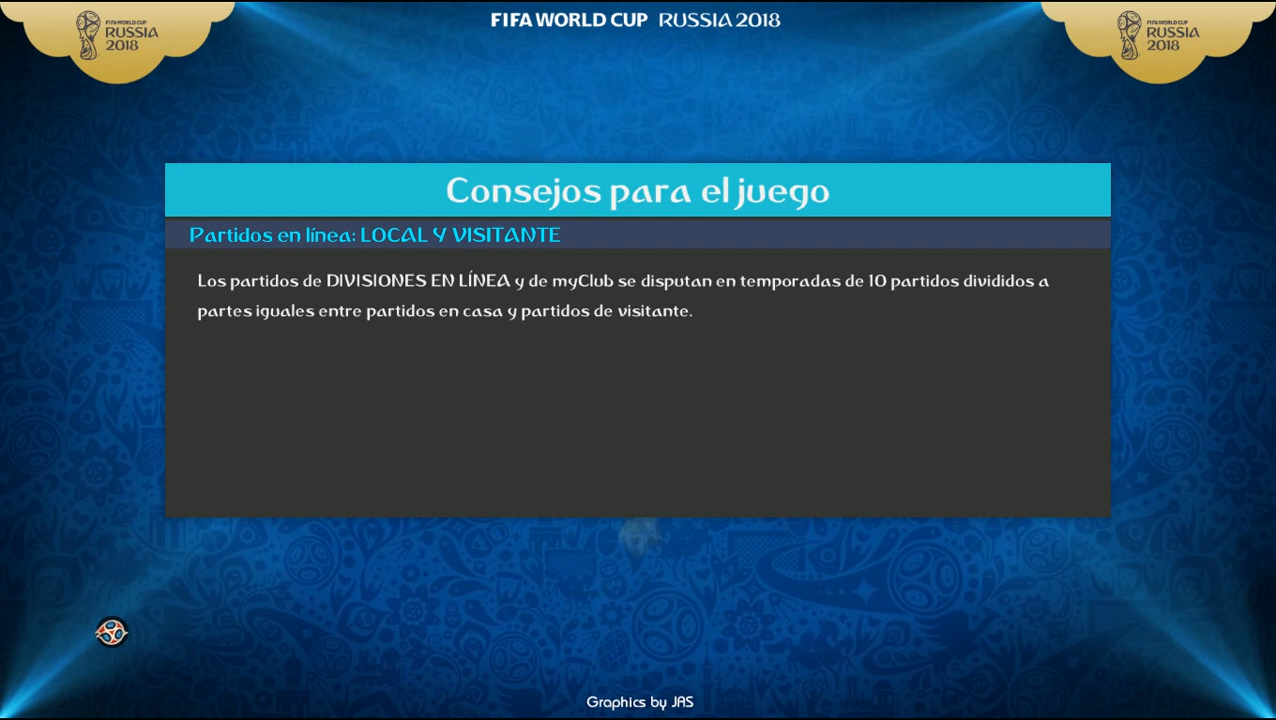 FIFA WORLD CUP RUSSIA 2018
FIFA WORLD CUP
RUSSIA
2018
FIFA WORLD CUP
RUSSIA
2018
Consejos para el juego
Partidos en línea: LOCAL Y VISITANTE
Los partidos de DIVISIONES EN LÍNEA y de myClub se disputan en temporadas de 10 partidos divididos a
partes iguales entre partidos en casa y partidos de visitante.
Graphics by JAS